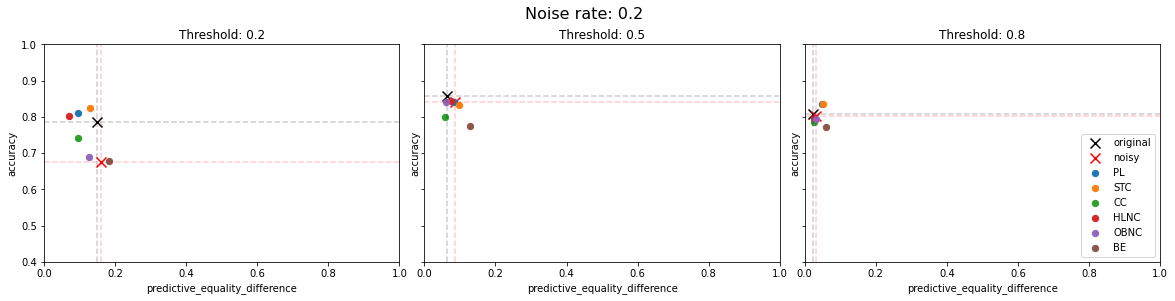 Noise rate: 0.2
Threshold: 0.2
Threshold: 0.5
Threshold: 0.8
1.0
0.9
0.8
0.7
0.6
0.5
0.4
accuracy
accuracy
accuracy
original
noisy
PL
STC
CC
HLNC
OBNC
BE
0.0 0.2 0.4 0.6 0.8 1.0
0.0 0.2 0.4 0.6 0.8 1.0
0.0 0.2 0.4 0.6 0.8 1.0
predictive_equality_difference
predictive_equality_difference
predictive_equality_difference